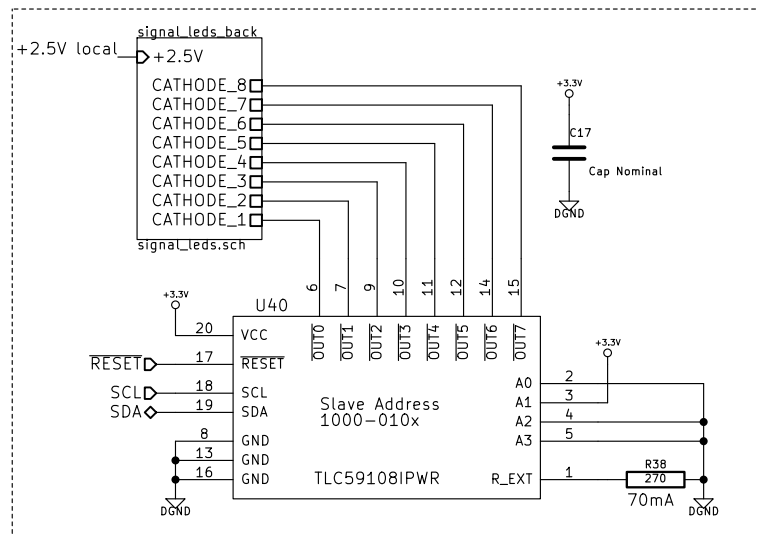 signal_leds_back
+2.5V local
+2.5V
CATHODE_8
CATHODE_7
CATHODE_6
CATHODE_5
CATHODE_4
CATHODE_3
CATHODE_2
CATHODE_1
signal_leds.sch
+3.3V
C17
Cap Nominal
DGND
6
7
9
10
11
12
14
15
+3.3V
U40
OUT0
OUT1
OUT2
OUT3
OUT4
OUT5
OUT6
OUT7
20 VCC
RESET 17 RESET
SCL 18 SCL
SDA 19 SDA
8 GND
13 GND
16 GND
DGND
Slave Address
1000-010x
TLC59108IPWR
+3.3V
A0 2
A1 3
A2 4
A3 5
R_EXT 1
R38
270
70mA
DGND